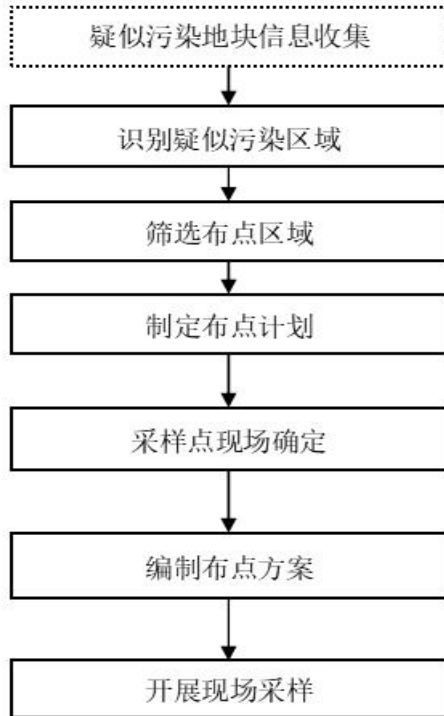 疑似污染地块信息收集
识别疑似污染区域
筛选布点区域
制定布点计划
采样点现场确定
编制布点方案
开展现场采样